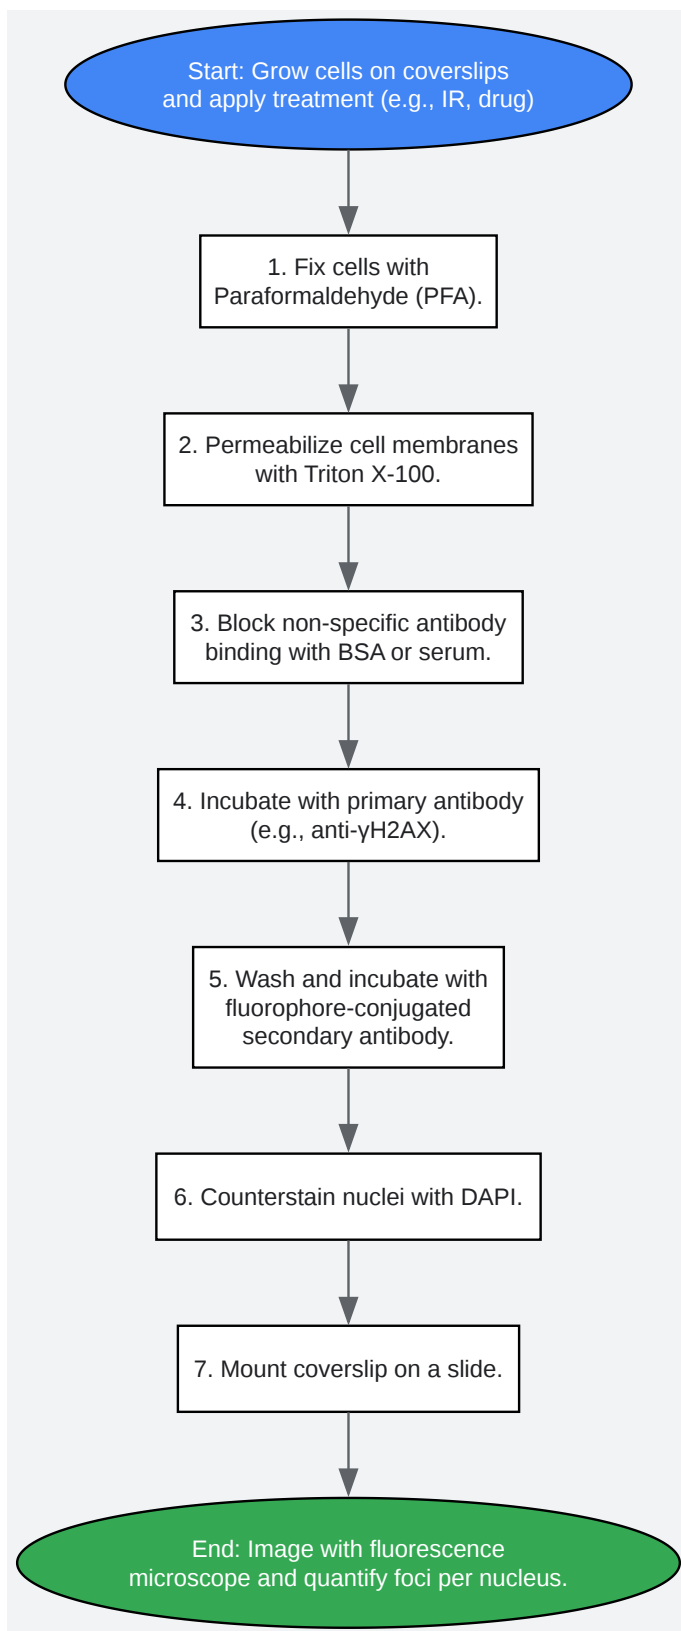 Start: Grow cells on coverslips
and apply treatment (e.g., IR, drug)
1. Fix cells with
Paraformaldehyde (PFA).
2. Permeabilize cell membranes
with Triton X-100.
3. Block non-specific antibody
binding with BSA or serum.
4. Incubate with primary antibody
(e.g., anti-γH2AX).
5. Wash and incubate with
fluorophore-conjugated
secondary antibody.
6. Counterstain nuclei with DAPI.
7. Mount coverslip on a slide.
End: Image with fluorescence
microscope and quantify foci per nucleus.